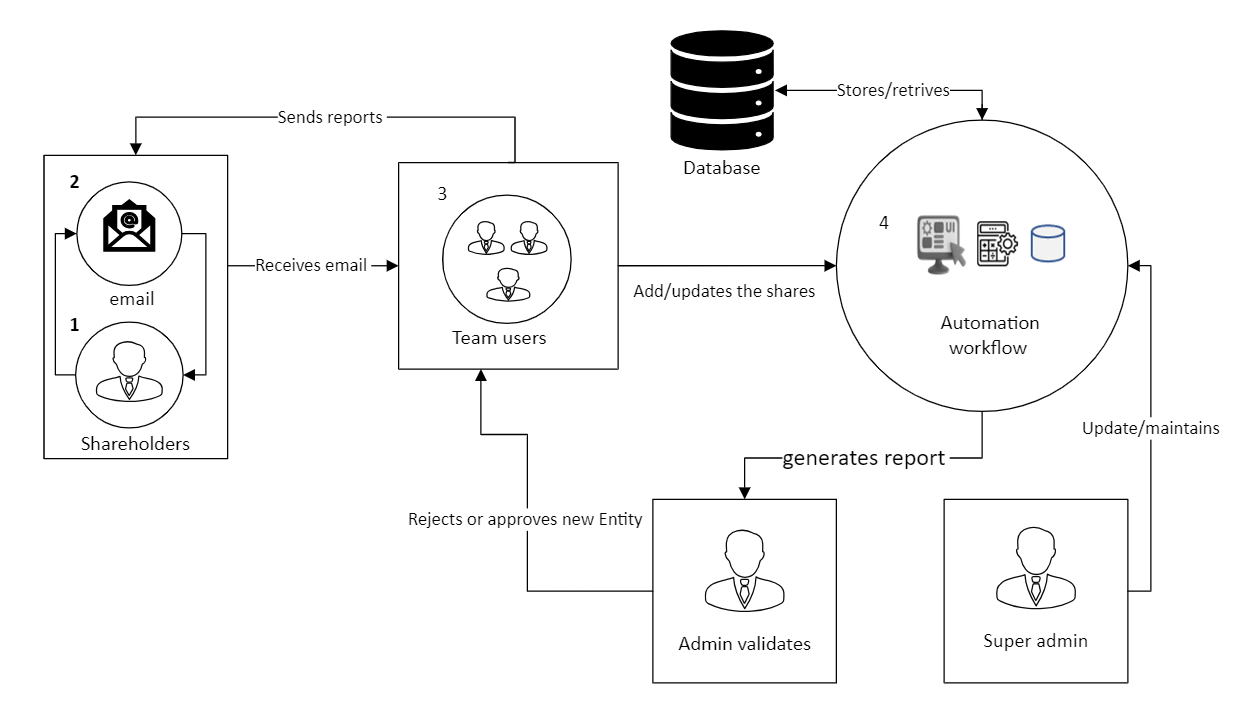 Stores/retrives
Sends reports
Database
2
3
4
UI
@
Receives email
Add/updates the shares
email
1
Team users
Automation
workflow
Shareholders
Update/maintains
generates report
Rejects or approves new Entity
Admin validates
Super admin